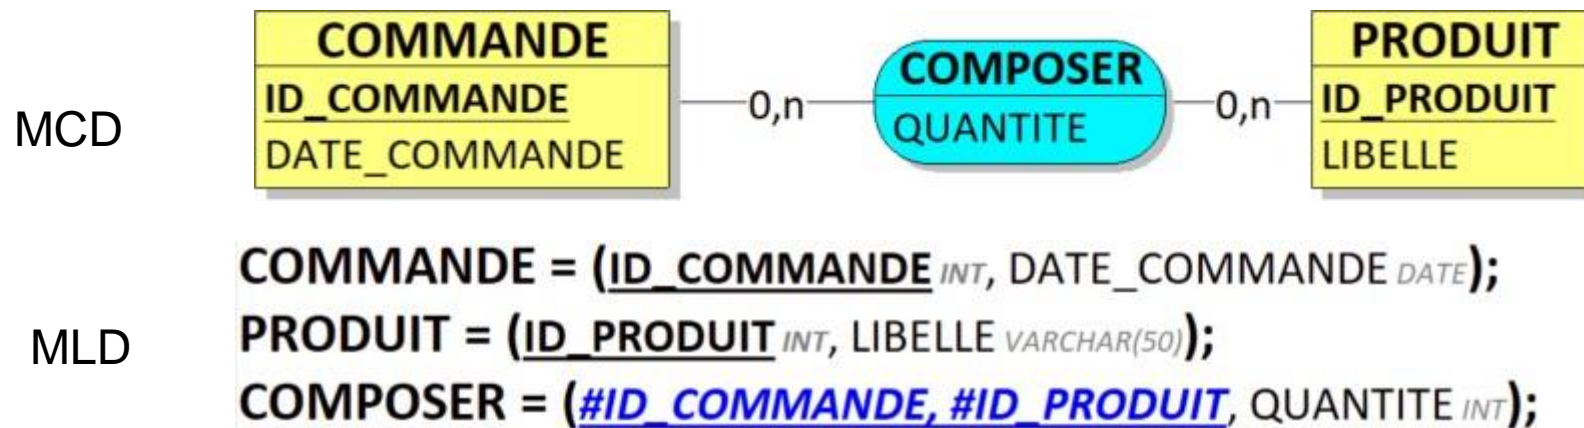 MCD
COMMANDE
ID_COMMANDE
DATE_COMMANDE
0,n
COMPOSER
QUANTITE
0,n
PRODUIT
ID_PRODUIT
LIBELLE
MLD
COMMANDE = (ID_COMMANDE INT, DATE_COMMANDE DATE);
PRODUIT = (ID_PRODUIT INT, LIBELLE VARCHAR(50));
COMPOSER = (#ID_COMMANDE, #ID_PRODUIT, QUANTITE INT);